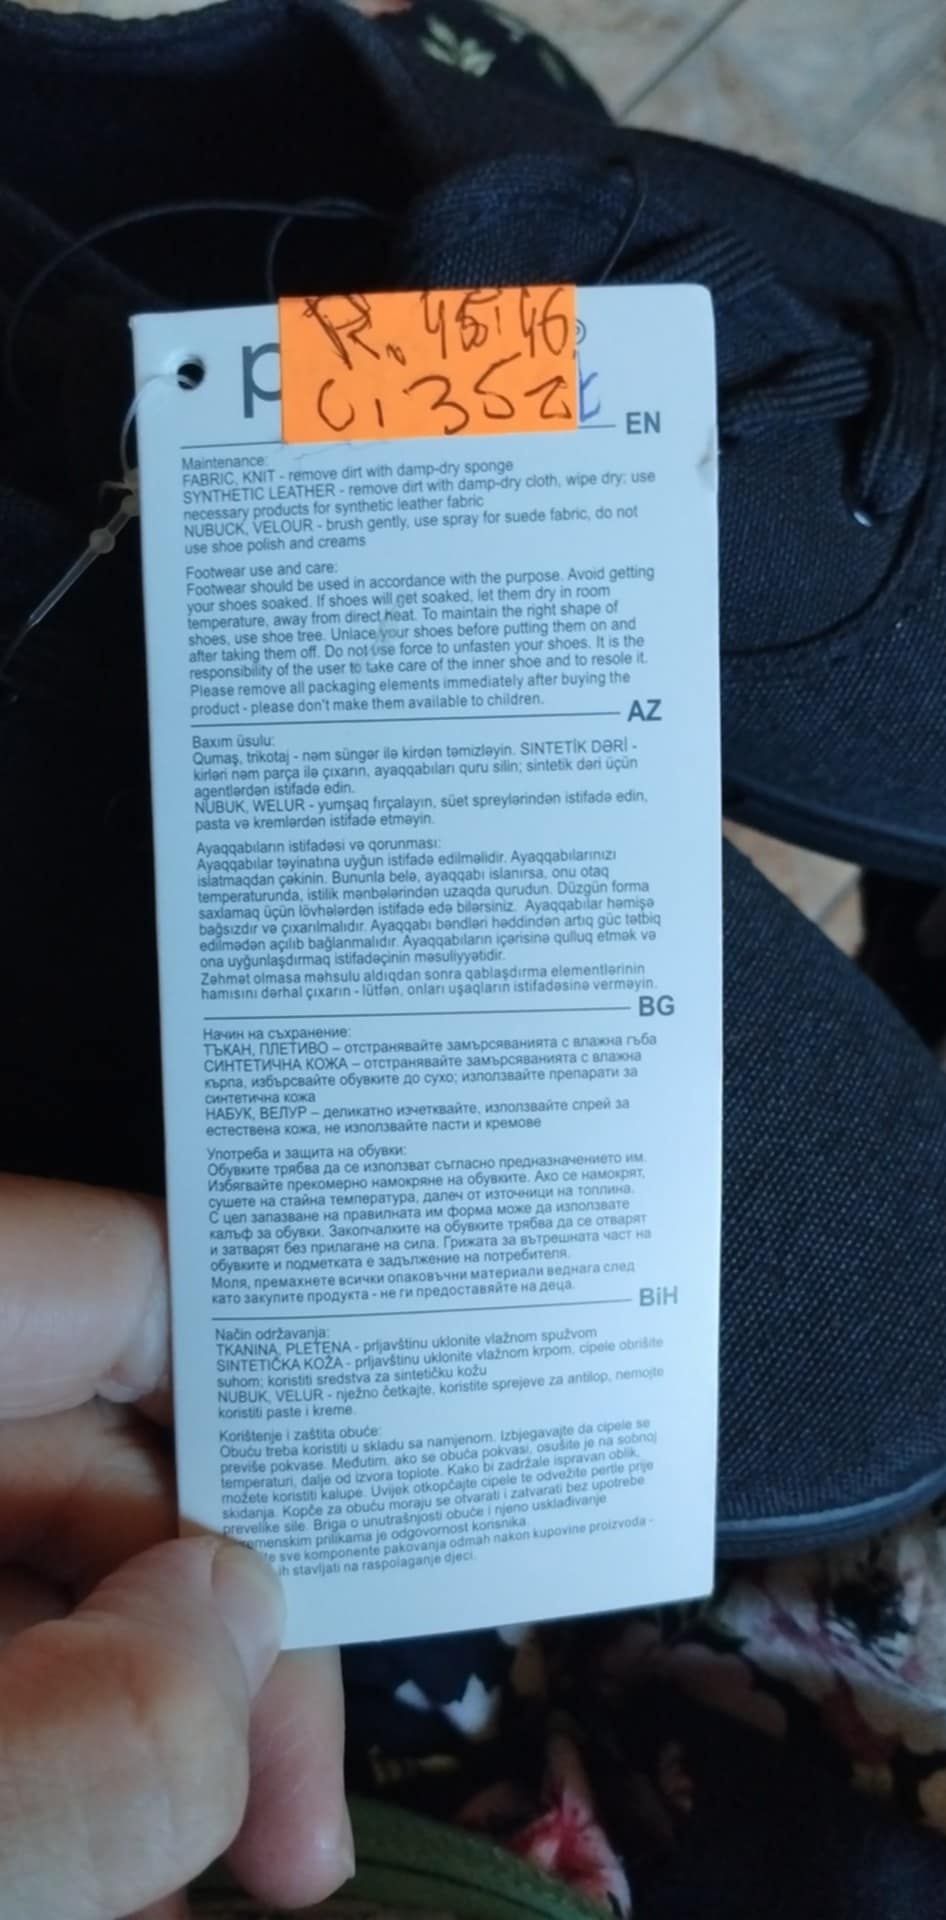 R. 45, 46
C, 35 zł
p
®
EN
Maintenance:
FABRIC, KNIT - remove dirt with damp-dry sponge
SYNTHETIC LEATHER - remove dirt with damp-dry cloth, wipe dry; use
necessary products for synthetic leather fabric
NUBUCK, VELOUR - brush gently, use spray for suede fabric, do not
use shoe polish and creams
Footwear use and care:
Footwear should be used in accordance with the purpose. Avoid getting
your shoes soaked. If shoes will get soaked, let them dry in room
temperature, away from direct heat. To maintain the right shape of
shoes, use shoe tree. Unlace your shoes before putting them on and
after taking them off. Do not use force to unfasten your shoes. It is the
responsibility of the user to take care of the inner shoe and to resole it.
Please remove all packaging elements immediately after buying the
product - please don't make them available to children.
AZ
Baxım üsulu:
Qumaş, trikotaj - nəm süngər ilə kirdən təmizləyin. SINTETİK DƏRİ -
kirləri nəm parça ilə çıxarın, ayaqqabıları quru silin; sintetik dəri üçün
agentlərdən istifadə edin.
NUBUK, WELUR - yumşaq fırçalayın, süet spreylərindən istifadə edin,
pasta və kremlərdən istifadə etməyin.
Ayaqqabıların istifadəsi və qorunması:
Ayaqqabılar təyinatına uyğun istifadə edilməlidir. Ayaqqabılarınızı
islatmaqdan çəkinin. Bununla belə, ayaqqabı islanırsa, onu otaq
temperaturunda, istilik mənbələrindən uzaqda qurudun. Düzgün forma
saxlamaq üçün lövhələrdən istifadə edə bilərsiniz. Ayaqqabılar həmişə
bağsızdır və çıxarılmalıdır. Ayaqqabı bəndləri həddindən artıq güc tətbiq
edilmədən açılıb bağlanmalıdır. Ayaqqabıların içərisinə qulluq etmək və
ona uyğunlaşdırmaq istifadəçinin məsuliyyətidir.
Zəhmət olmasa məhsulu aldıqdan sonra qablaşdırma elementlərinin
hamısını dərhal çıxarın - lütfən, onları uşaqların istifadəsinə verməyin.
BG
Начин на съхранение:
ТЪКАН, ПЛЕТИВО – отстранявайте замърсяванията с влажна гъба
СИНТЕТИЧНА КОЖА – отстранявайте замърсяванията с влажна
кърпа, избърсвайте обувките до сухо; използвайте препарати за
синтетична кожа
НАБУК, ВЕЛУР – деликатно изчетквайте, използвайте спрей за
естествена кожа, не използвайте пасти и кремове
Употреба и защита на обувки:
Обувките трябва да се използват съгласно предназначението им.
Избягвайте прекомерно намокряне на обувките. Ако се намокрят,
сушете на стайна температура, далеч от източници на топлина.
С цел запазване на правилната им форма може да използвате
калъф за обувки. Закопчалките на обувките трябва да се отварят
и затварят без прилагане на сила. Грижата за вътрешната част на
обувките и подметката е задължение на потребителя.
Моля, премахнете всички опаковъчни материали веднага след
като закупите продукта - не ги предоставяйте на деца.
BiH
Način održavanja:
TKANINA, PLETENA - prljavštinu uklonite vlažnom spužvom
SINTETIČKA KOŽA - prljavštinu uklonite vlažnom krpom, cipele obrišite
suhom; koristiti sredstva za sintetičku kožu
NUBUK, VELUR - nježno četkajte, koristite sprejeve za antilop, nemojte
koristiti paste i kreme.
Korištenje i zaštita obuće:
Obuću treba koristiti u skladu sa namjenom. Izbjegavajte da cipele se
previše pokvase. Međutim, ako se obuća pokvasi, osušite je na sobnoj
temperaturi, dalje od izvora toplote. Kako bi zadržale ispravan oblik,
možete koristiti kalupe. Uvijek otkopčajte cipele te odvežite pertle prije
skidanja. Kopče za obuću moraju se otvarati i zatvarati bez upotrebe
prevelike sile. Briga o unutrašnjosti obuće i njeno usklađivanje
vremenskim prilikama je odgovornost korisnika.
sve komponente pakovanja odmah nakon kupovine proizvoda -
ih stavljati na raspolaganje djeci.